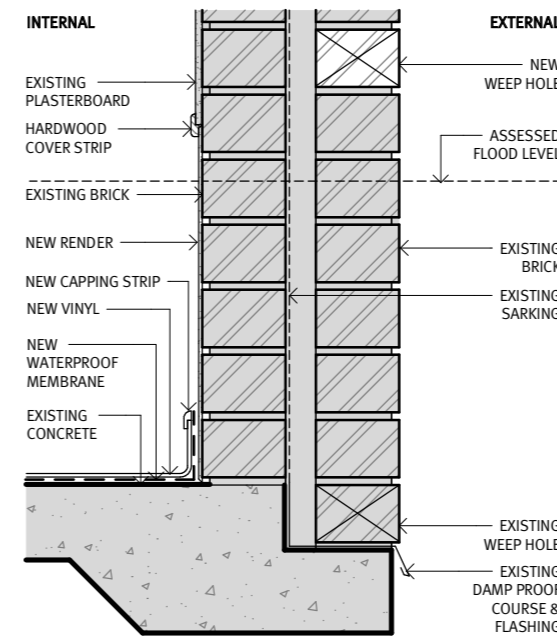 INTERNAL
EXISTING
PLASTERBOARD
HARDWOOD
COVER STRIP
EXISTING BRICK
NEW RENDER
NEW CAPPING STRIP
NEW VINYL
NEW
WATERPROOF
MEMBRANE
EXISTING
CONCRETE
EXTERNAL
NEW
WEEP HOLE
ASSESSED
FLOOD LEVEL
EXISTING
BRICK
EXISTING
SARKING
EXISTING
WEEP HOLE
EXISTING
DAMP PROOF
COURSE &
FLASHING